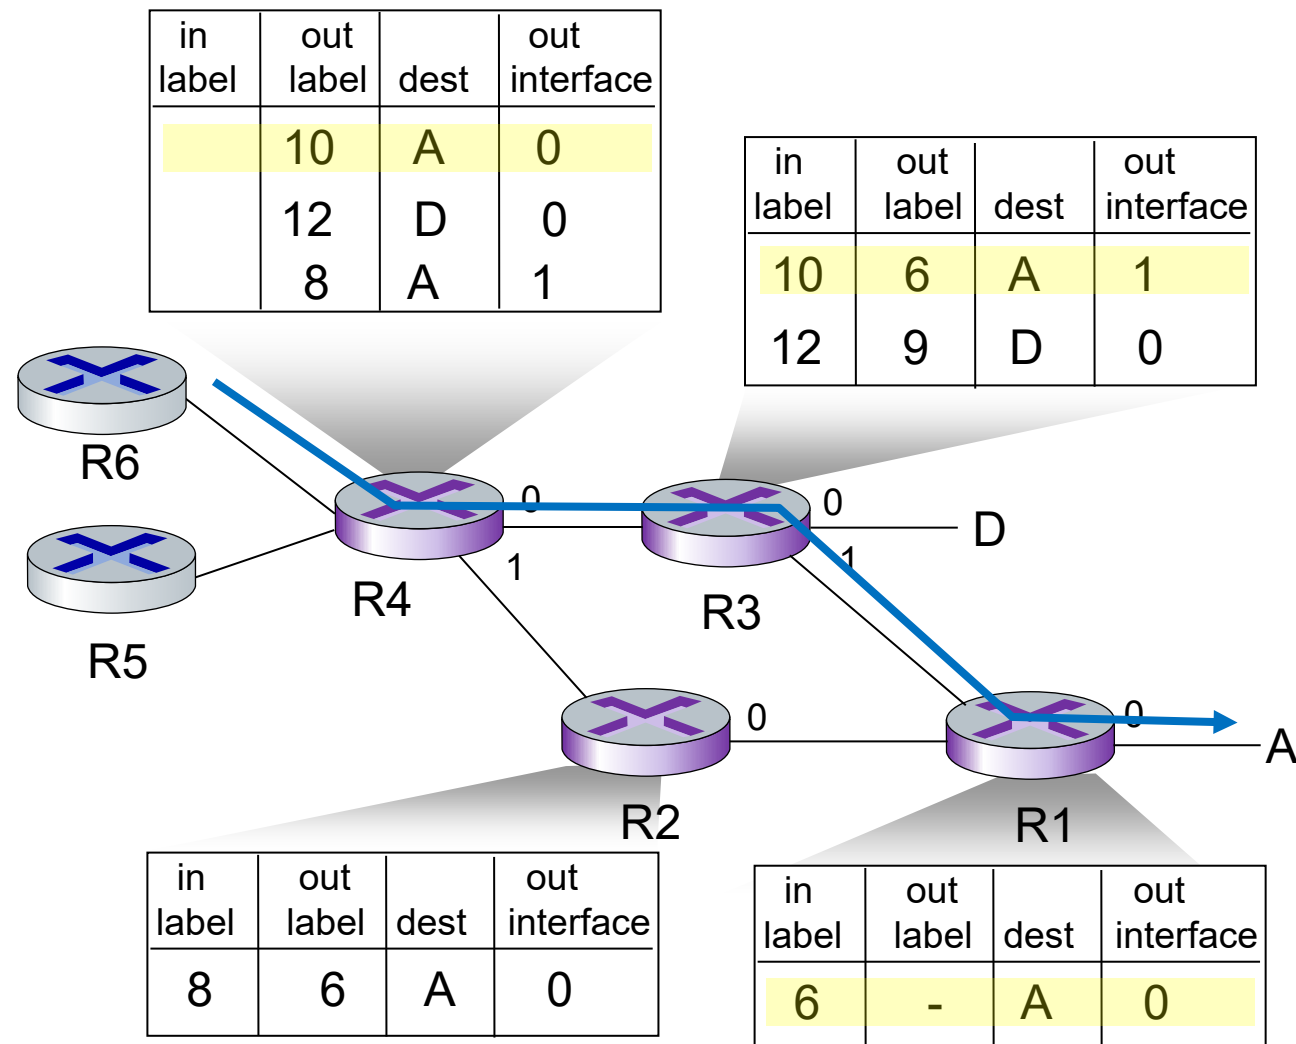 in out out
label label dest interface
10 A 0
12 D 0
8 A 1
in out out
label label dest interface
10 6 A 1
12 9 D 0
R6
0
0
D
1
1
R4
R3
R5
0
0
A
R2
R1
in out out
label label dest interface
8 6 A 0
in out out
label label dest interface
6 - A 0